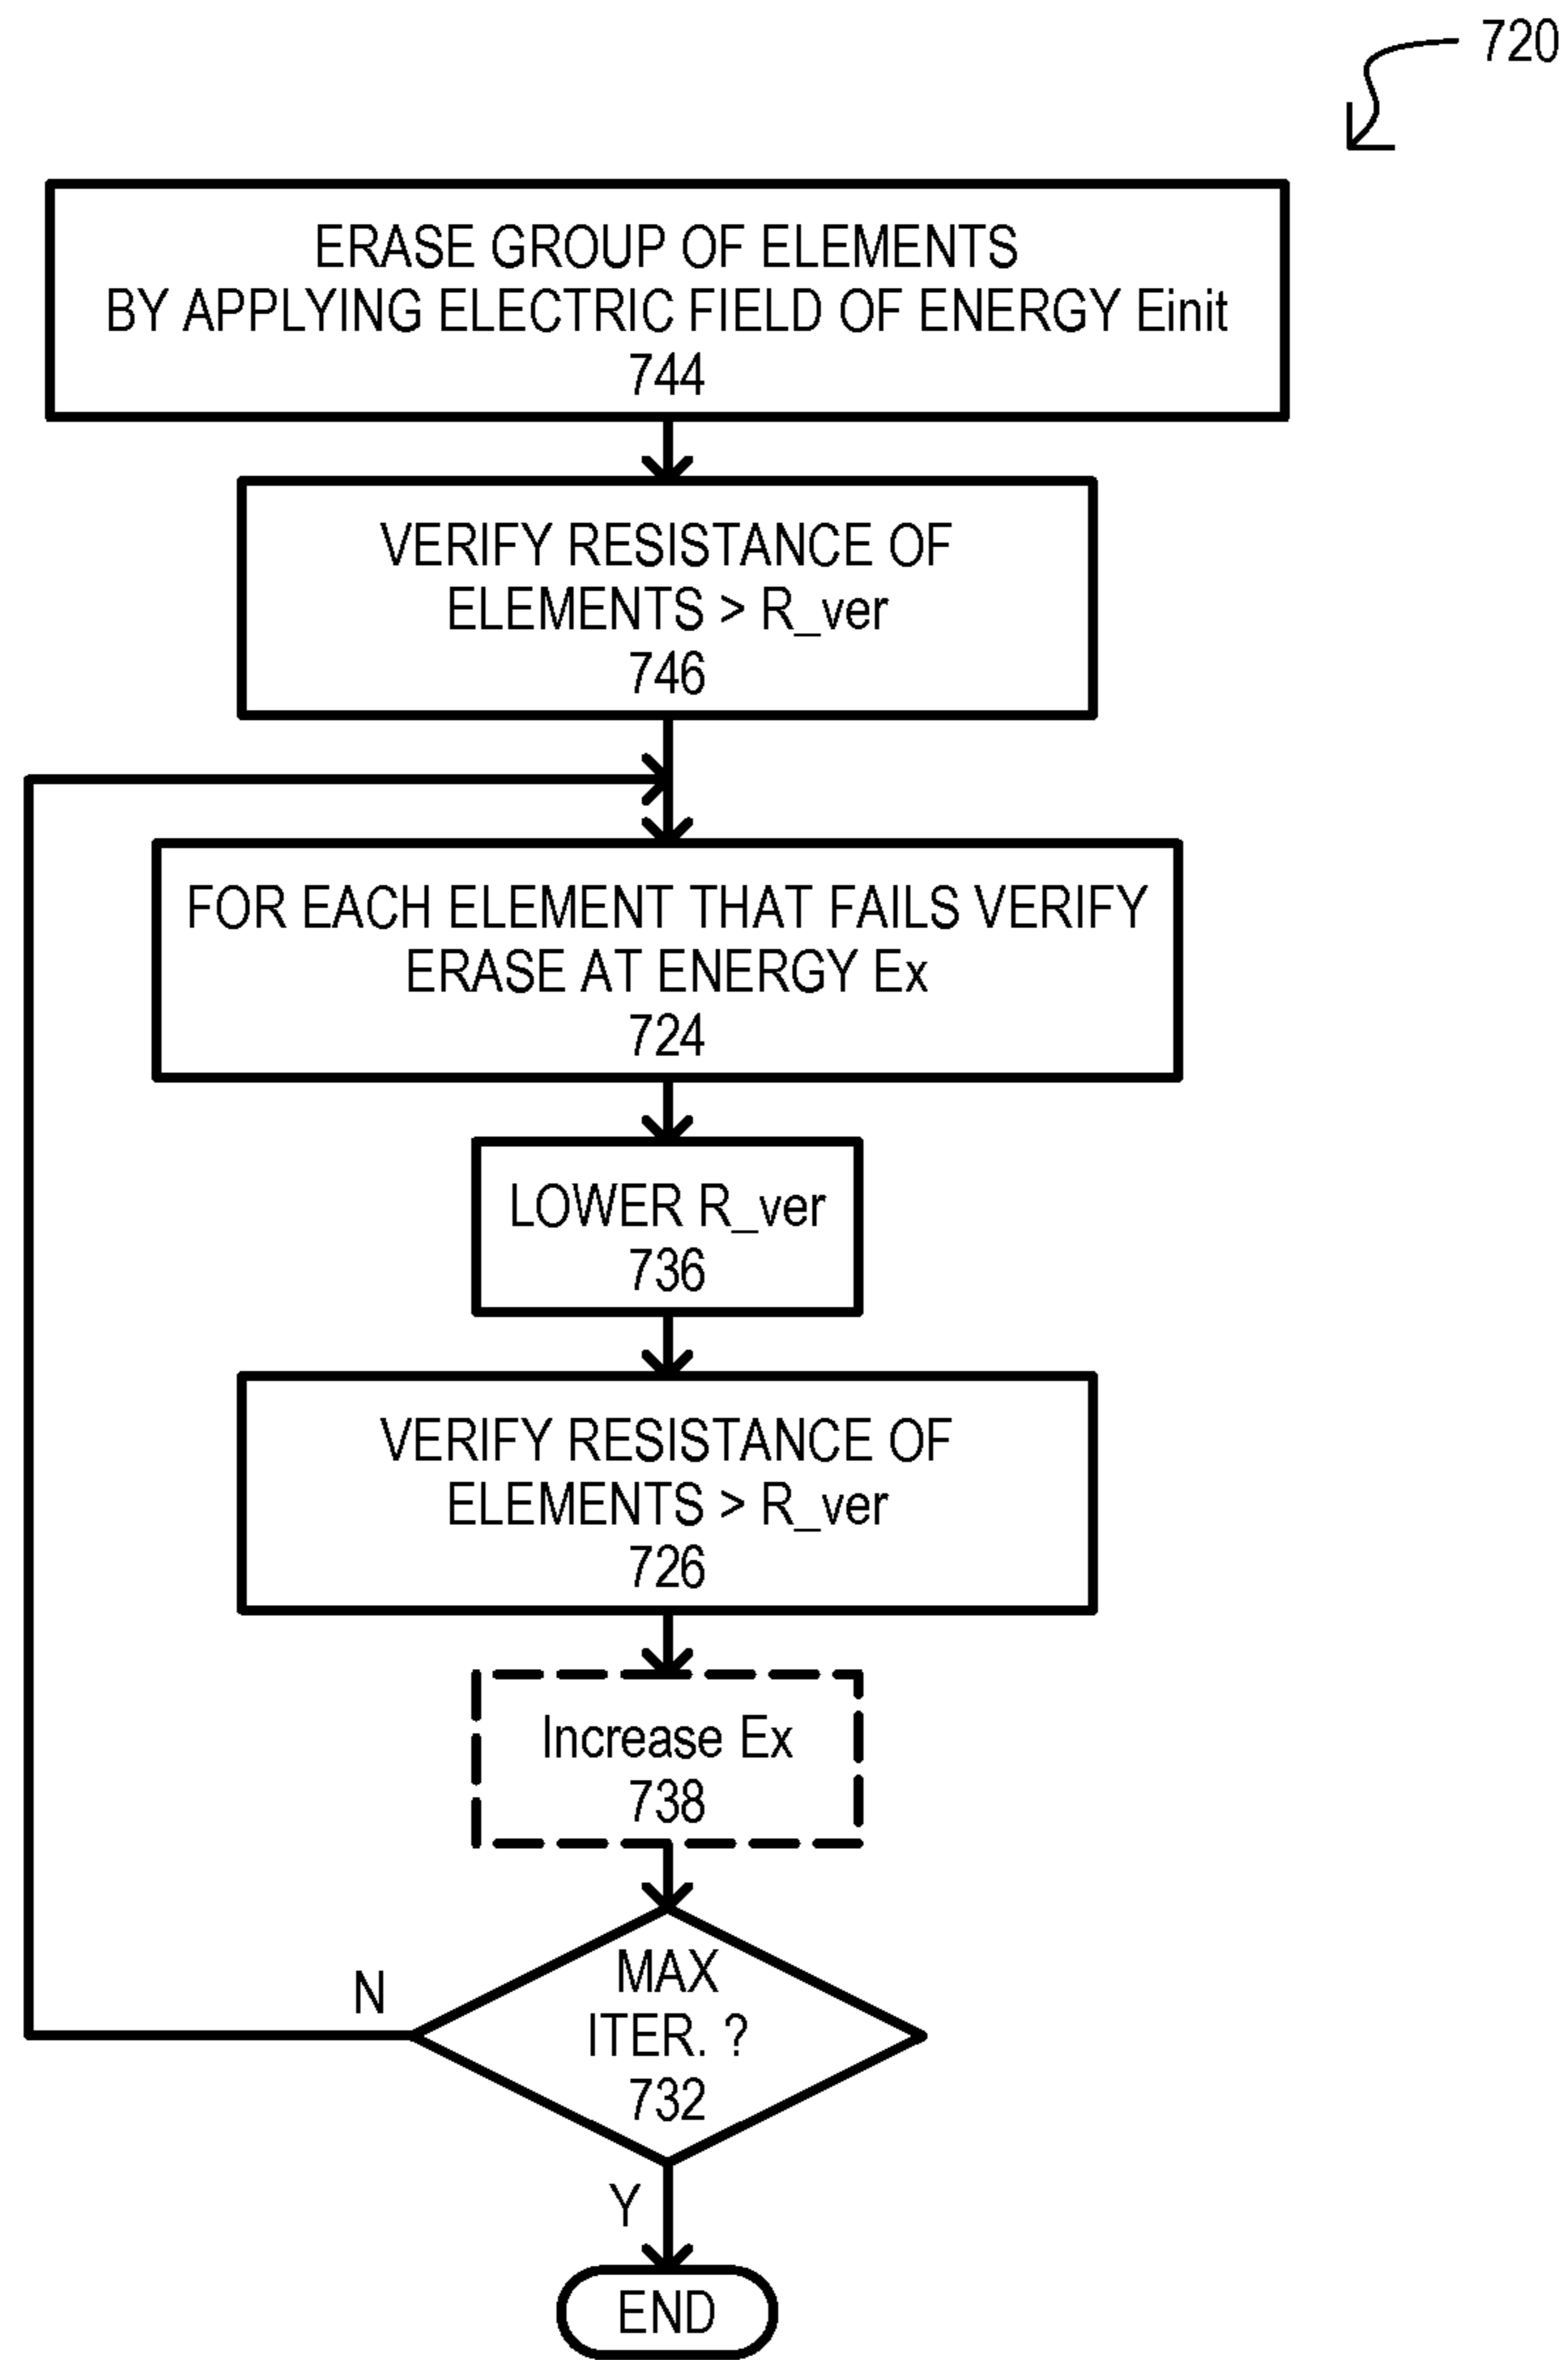 720
ERASE GROUP OF ELEMENTS
BY APPLYING ELECTRIC FIELD OF ENERGY Einit
744
VERIFY RESISTANCE OF
ELEMENTS > R_ver
746
FOR EACH ELEMENT THAT FAILS VERIFY
ERASE AT ENERGY Ex
724
LOWER R_ver
736
VERIFY RESISTANCE OF
ELEMENTS > R_ver
726
Increase Ex
738
MAX
ITER. ?
732
N
Y
END